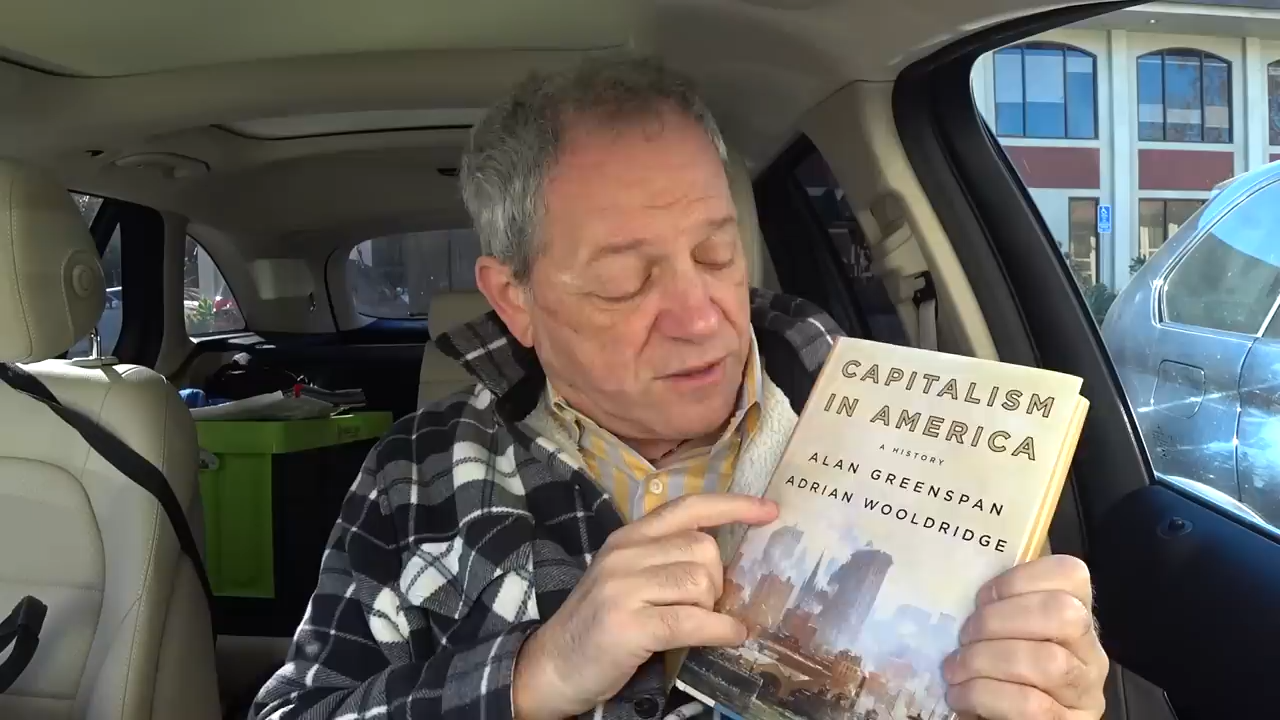 CAPITALISM
IN AMERICA
A HISTORY
ALAN GREENSPAN
ADRIAN WOOLDRIDGE